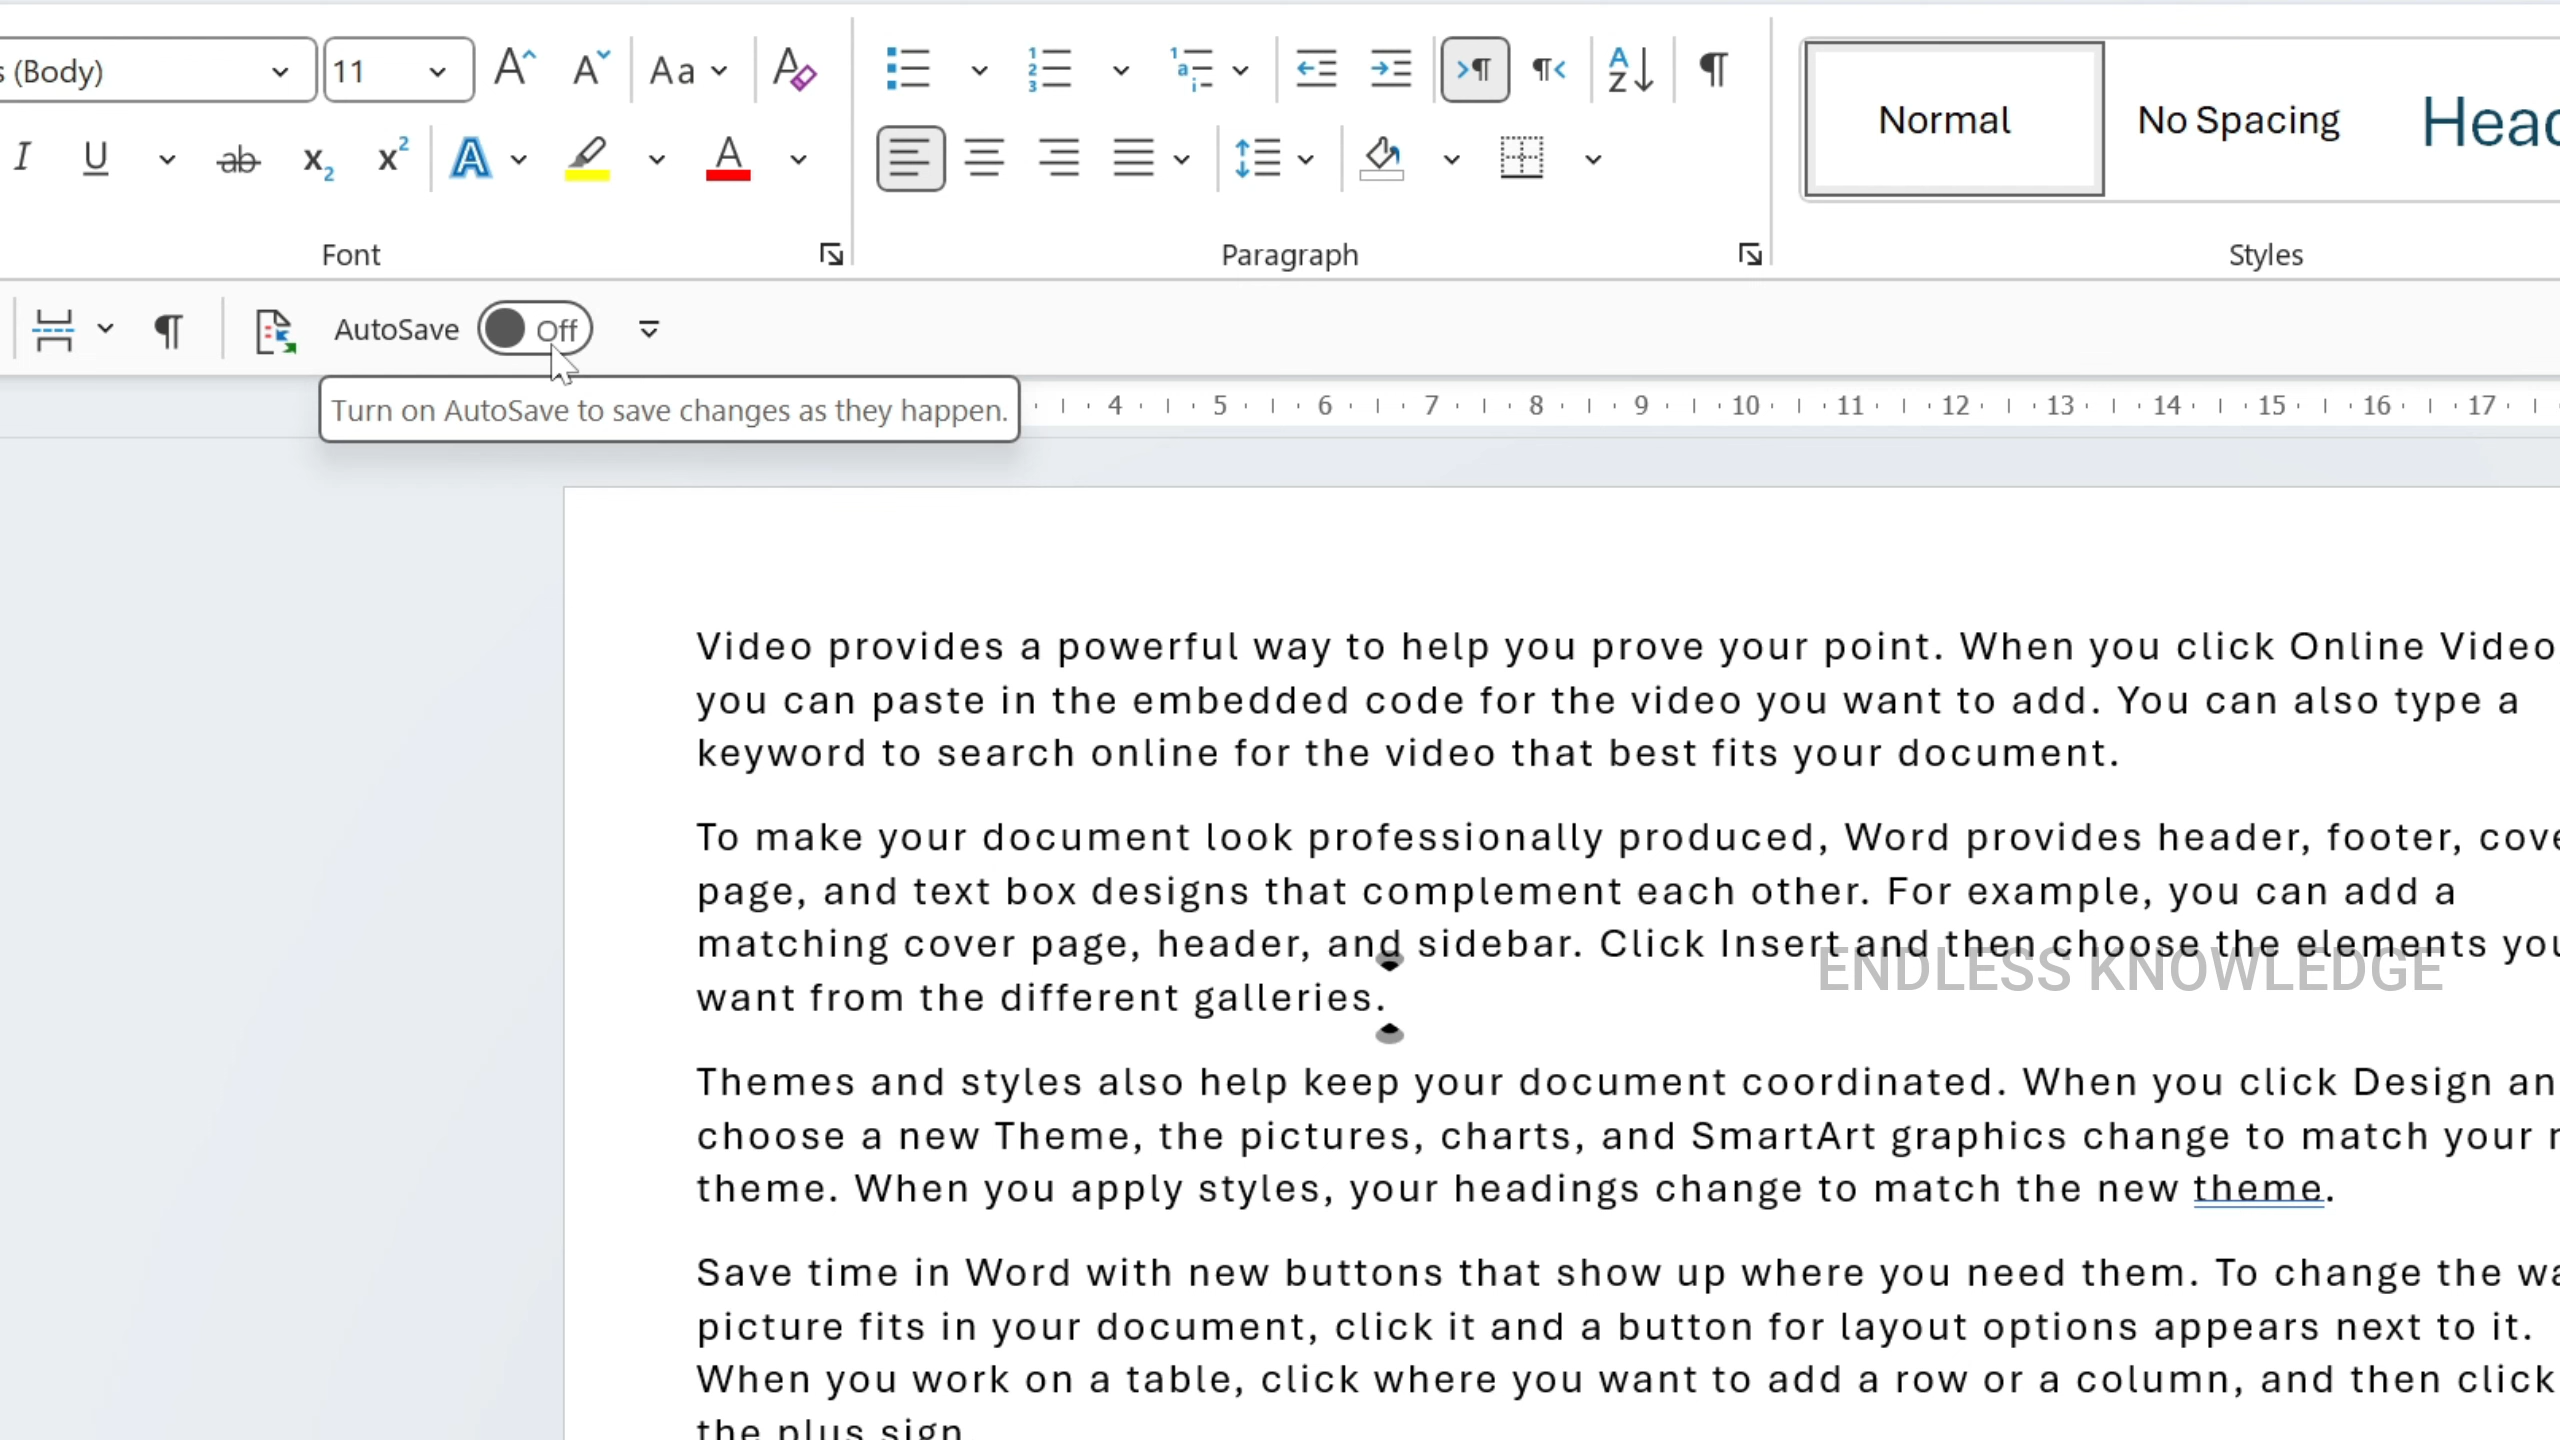 (Body) 11 Aa
Font Paragraph Styles
Normal No Spacing
AutoSave Off
Turn on AutoSave to save changes as they happen.
4 5 6 7 8 9 10 11 12 13 14 15 16 17
Video provides a powerful way to help you prove your point. When you click Online Video
you can paste in the embedded code for the video you want to add. You can also type a
keyword to search online for the video that best fits your document.
To make your document look professionally produced, Word provides header, footer,
page, and text box designs that complement each other. For example, you can add a
matching cover page, header, and sidebar. Click Insert and then choose the elements
ENDLESS KNOWLEDGE
want from the different galleries.
Themes and styles also help keep your document coordinated. When you click Design
choose a new Theme, the pictures, charts, and SmartArt graphics change to match your
theme. When you apply styles, your headings change to match the new theme.
Save time in Word with new buttons that show up where you need them. To change the
picture fits in your document, click it and a button for layout options appears next to it.
When you work on a table, click where you want to add a row or a column, and then click
the plus sign